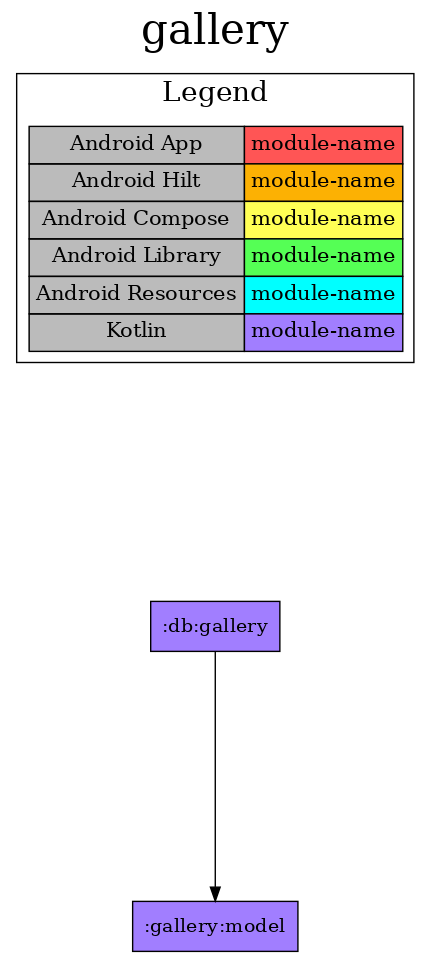 gallery
Legend
Android App module-name
Android Hilt module-name
Android Compose module-name
Android Library module-name
Android Resources module-name
Kotlin module-name
:db:gallery
:gallery:model